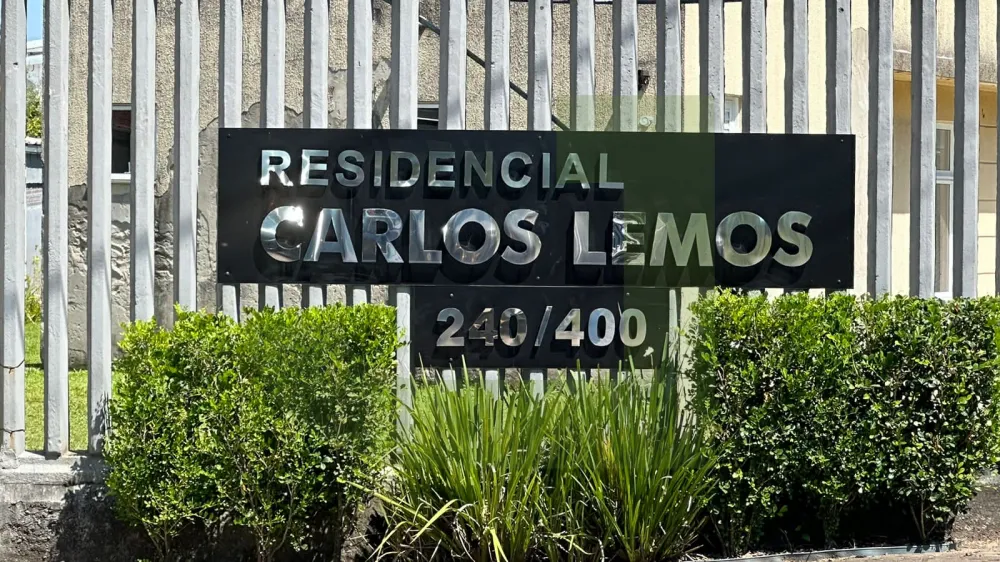 RESIDENCIAL
CARLOS LEMOS
240/400